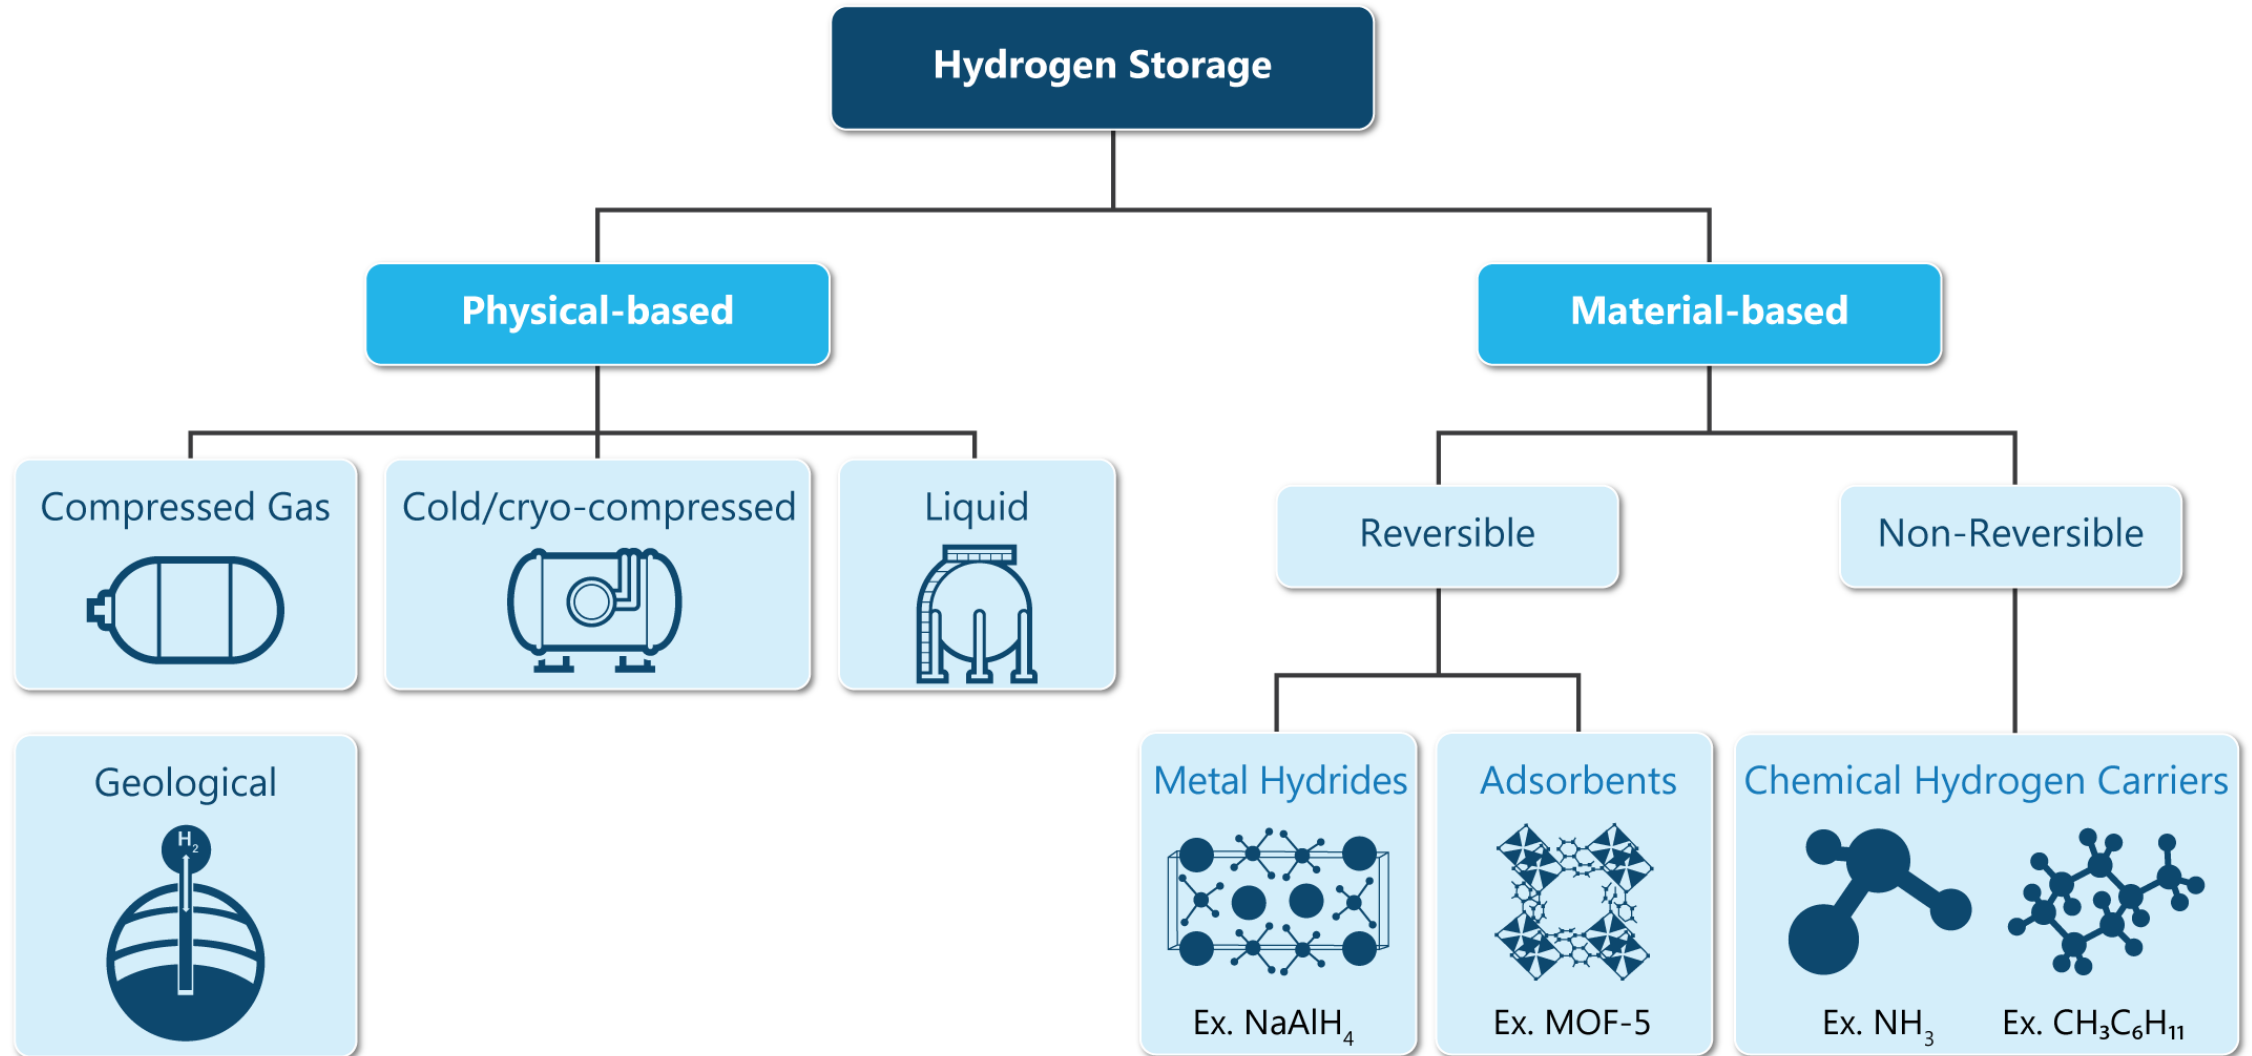 Hydrogen Storage
Physical-based
Material-based
Compressed Gas
Cold/cryo-compressed
Liquid
Reversible
Non-Reversible
Geological
H₂
Metal Hydrides
Adsorbents
Chemical Hydrogen Carriers
Ex. NaAlH₄
Ex. MOF-5
Ex. NH₃
Ex. CH₃C₆H₁₁